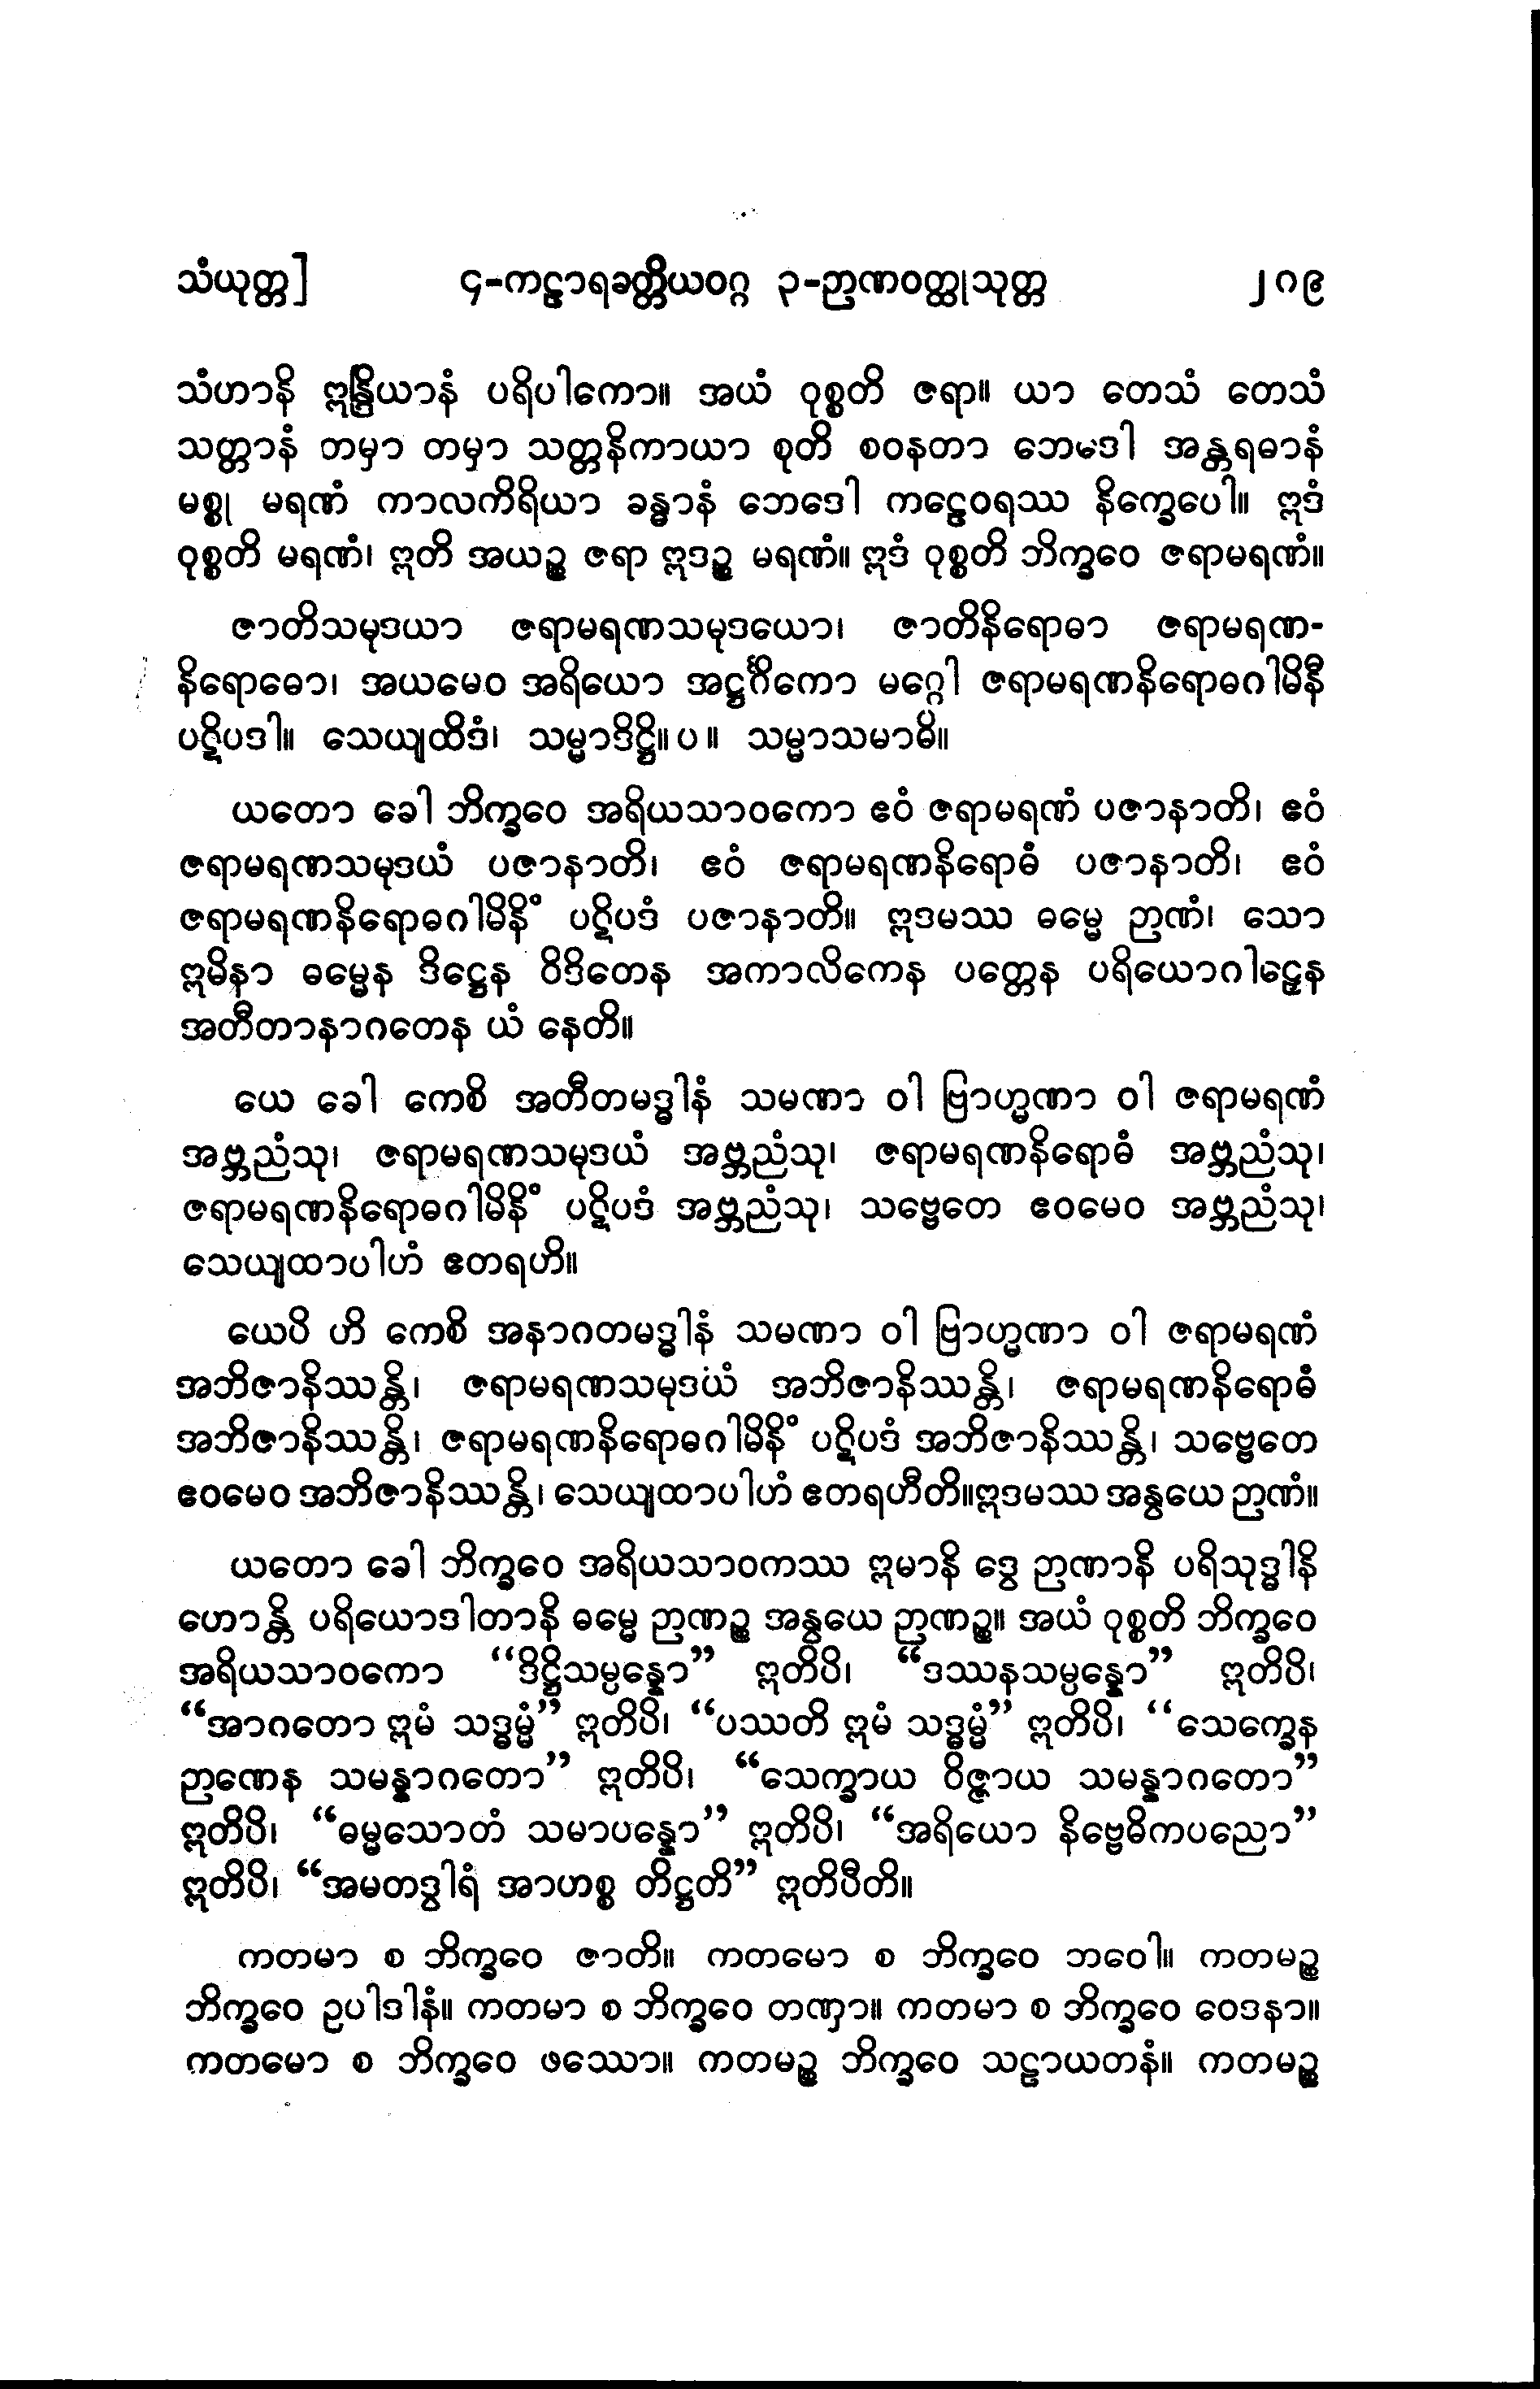 သံယုတ္တ] ၄-ကဠာရခတ္တိယဝဂ္ဂ ၃-ဉာဏဝတ္ထုသုတ္တ ၂၈၉
သံဟာနိ ဣန္ဒြိယာနံ ပရိပါကော။ အယံ ဝုစ္စတိ ဇရာ။ ယာ တေသံ တေသံ
သတ္တာနံ တမှာ တမှာ သတ္တနိကာယာ စုတိ စဝနတာ ဘေဒေါ အန္တရဓာနံ
မစ္စု မရဏံ ကာလကိရိယာ ခန္ဓာနံ ဘေဒေါ ကဠေဝရဿ နိက္ခေပေါ။ ဣဒံ
ဝုစ္စတိ မရဏံ၊ ဣတိ အယဉ္စ ဇရာ ဣဒဉ္စ မရဏံ။ ဣဒံ ဝုစ္စတိ ဘိက္ခဝေ ဇရာမရဏံ။
ဇာတိသမုဒယာ ဇရာမရဏသမုဒယော၊ ဇာတိနိရောဓာ ဇရာမရဏ-
နိရောဓော၊ အယမေဝ အရိယော အဋ္ဌင်္ဂိကော မဂ္ဂေါ ဇရာမရဏနိရောဓဂါမိနီ
ပဋိပဒါ။ သေယျထိဒံ၊ သမ္မာဒိဋ္ဌိ။ပ။ သမ္မာသမာဓိ။
ယတော ခေါ ဘိက္ခဝေ အရိယသာဝကော ဧဝံ ဇရာမရဏံ ပဇာနာတိ၊ ဧဝံ
ဇရာမရဏသမုဒယံ ပဇာနာတိ၊ ဧဝံ ဇရာမရဏနိရောဓံ ပဇာနာတိ၊ ဧဝံ
ဇရာမရဏနိရောဓဂါမိနိံ ပဋိပဒံ ပဇာနာတိ။ ဣဒမဿ ဓမ္မေ ဉာဏံ၊ သော
ဣမိနာ ဓမ္မေန ဒိဋ္ဌေန ဝိဒိတေန အကာလိကေန ပတ္တေန ပရိယောဂါဠှေန
အတီတာနာဂတေန ယံ နေတိ။
ယေ ခေါ ကေစိ အတီတမဒ္ဓါနံ သမဏာ ဝါ ဗြာဟ္မဏာ ဝါ ဇရာမရဏံ
အဗ္ဘညံသု၊ ဇရာမရဏသမုဒယံ အဗ္ဘညံသု၊ ဇရာမရဏနိရောဓံ အဗ္ဘညံသု၊
ဇရာမရဏနိရောဓဂါမိနိံ ပဋိပဒံ အဗ္ဘညံသု၊ သဗ္ဗေတေ ဧဝမေဝ အဗ္ဘညံသု၊
သေယျထာပါဟံ ဧတရဟိ။
ယေပိ ဟိ ကေစိ အနာဂတမဒ္ဓါနံ သမဏာ ဝါ ဗြာဟ္မဏာ ဝါ ဇရာမရဏံ
အဘိဇာနိဿန္တိ၊ ဇရာမရဏသမုဒယံ အဘိဇာနိဿန္တိ၊ ဇရာမရဏနိရောဓံ
အဘိဇာနိဿန္တိ၊ ဇရာမရဏနိရောဓဂါမိနိံ ပဋိပဒံ အဘိဇာနိဿန္တိ၊ သဗ္ဗေတေ
ဧဝမေဝ အဘိဇာနိဿန္တိ၊ သေယျထာပါဟံ ဧတရဟီတိ။ဣဒမဿ အန္વယေ ဉာဏံ။
ယတော ခေါ ဘိက္ခဝေ အရိယသာဝကဿ ဣမာနိ ဒွေ ဉာဏာနိ ပရိသုဒ္ဓါနိ
ဟောန္တိ ပရိယောဒါတာနိ ဓမ္မေ ဉာဏဉ္စ အနွယေ ဉာဏဉ္စ။ အယံ ဝုစ္စတိ ဘိက္ခဝေ
အရိယသာဝကော “ဒိဋ္ဌိသမ္ပန္နော” ဣတိပိ၊ “ဒဿနသမ္ပန္နော” ဣတိပိ၊
“အာဂတော ဣမံ သဒ္ဓမ္မံ” ဣတိပိ၊ “ပဿတိ ဣမံ သဒ္ဓမ္မံ” ဣတိပိ၊ “သေက္ခေန
ဉာဏေန သမန္နာဂတော” ဣတိပိ၊ “သေက္ခာယ ဝိဇ္ဇာယ သမန္နာဂတော”
ဣတိပိ၊ “ဓမ္မသောတံ သမာပန္နော” ဣတိပိ၊ “အရိယော နိဗ္ဗေဓိကပညော”
ဣတိပိ၊ “အမတဒွါရံ အာဟစ္စ တိဋ္ဌတိ” ဣတိပီတိ။
ကတမာ စ ဘိက္ခဝေ ဇာတိ။ ကတမော စ ဘိက္ခဝေ ဘဝေါ။ ကတမဉ္စ
ဘိက္ခဝေ ဥပါဒါနံ။ ကတမာ စ ဘိက္ခဝေ တဏှာ။ ကတမာ စ ဘိက္ခဝေ ဝေဒနာ။
ကတမော စ ဘိက္ခဝေ ဖဿော။ ကတမဉ္စ ဘိက္ခဝေ သဠာယတနံ။ ကတမဉ္စ